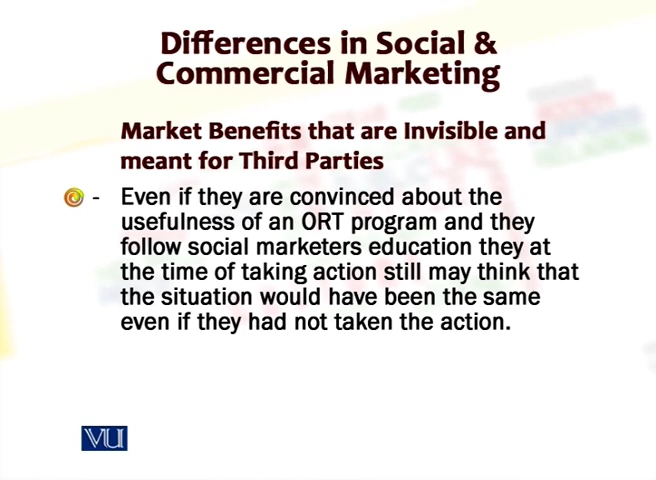 Differences in Social &
Commercial Marketing
Market Benefits that are Invisible and
meant for Third Parties
- Even if they are convinced about the
usefulness of an ORT program and they
follow social marketers education they at
the time of taking action still may think that
the situation would have been the same
even if they had not taken the action.
VU